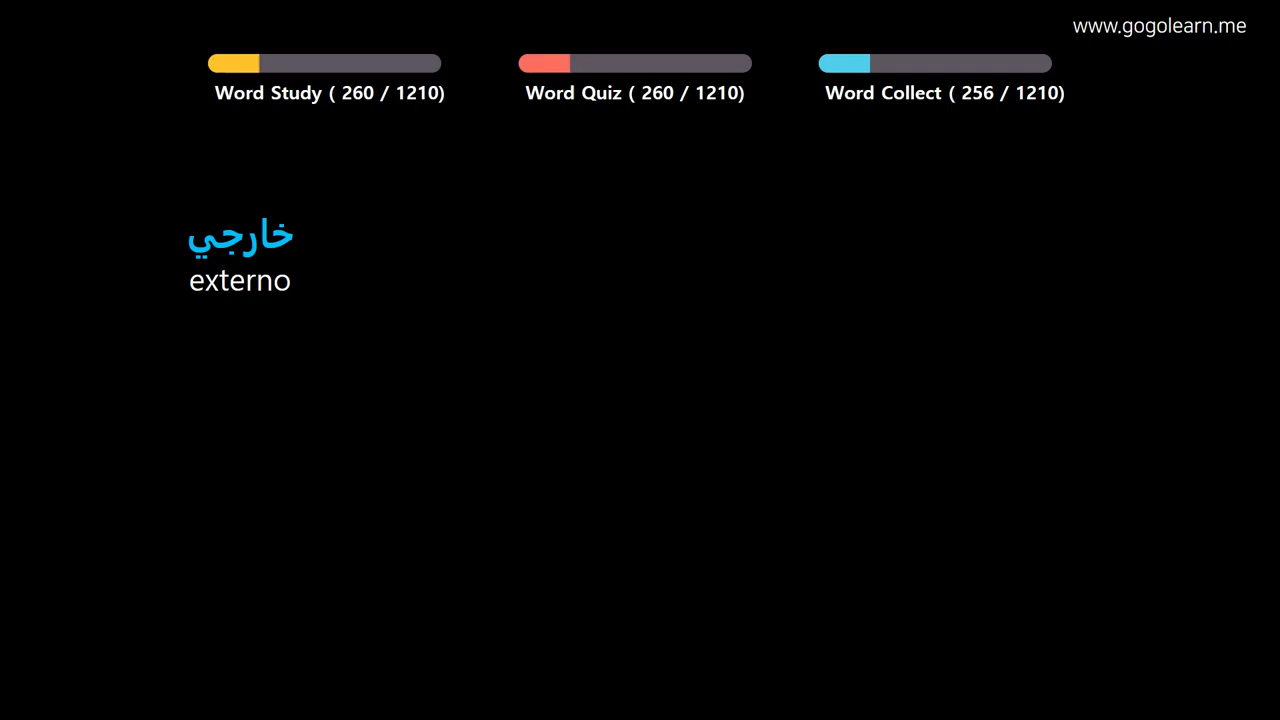 www.gogolearn.me
Word Study ( 260 / 1210)
Word Quiz ( 260 / 1210)
Word Collect ( 256 / 1210)
خارجي
externo